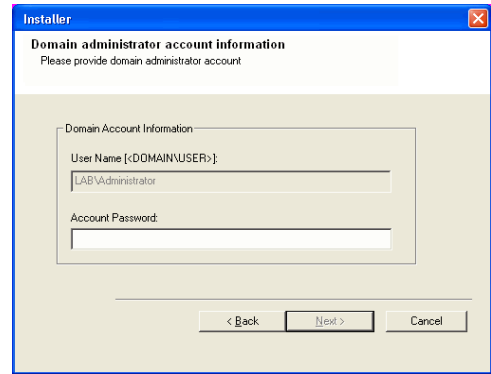 Installer
Domain administrator account information
Please provide domain administrator account
Domain Account Information
User Name [<DOMAIN\USER>]:
LAB\Administrator
Account Password:
< Back
Next >
Cancel